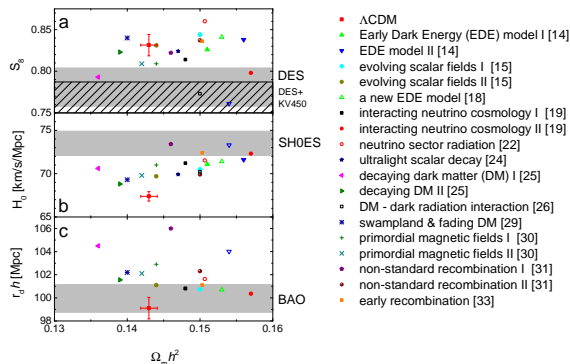 a
0.85
0.80
0.75
S8
DES
DES+
KV450
75
70
65
H0 [km/s/Mpc]
b
SH0ES
106
104
102
100
98
rdh [Mpc]
c
BAO
0.13 0.14 0.15 0.16
Ωmh²
ΛCDM
Early Dark Energy (EDE) model I [14]
EDE model II [14]
evolving scalar fields I [15]
evolving scalar fields II [15]
a new EDE model [18]
interacting neutrino cosmology I [19]
interacting neutrino cosmology II [19]
neutrino sector radiation [22]
ultralight scalar decay [24]
decaying dark matter (DM) I [25]
decaying DM II [25]
DM - dark radiation interaction [26]
swampland & fading DM [29]
primordial magnetic fields I [30]
primordial magnetic fields II [30]
non-standard recombination I [31]
non-standard recombination II [31]
early recombination [33]